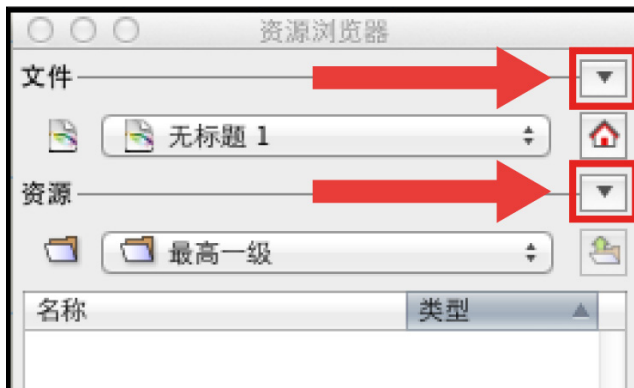 资源浏览器
文件
无标题 1
资源
最高一级
名称 类型